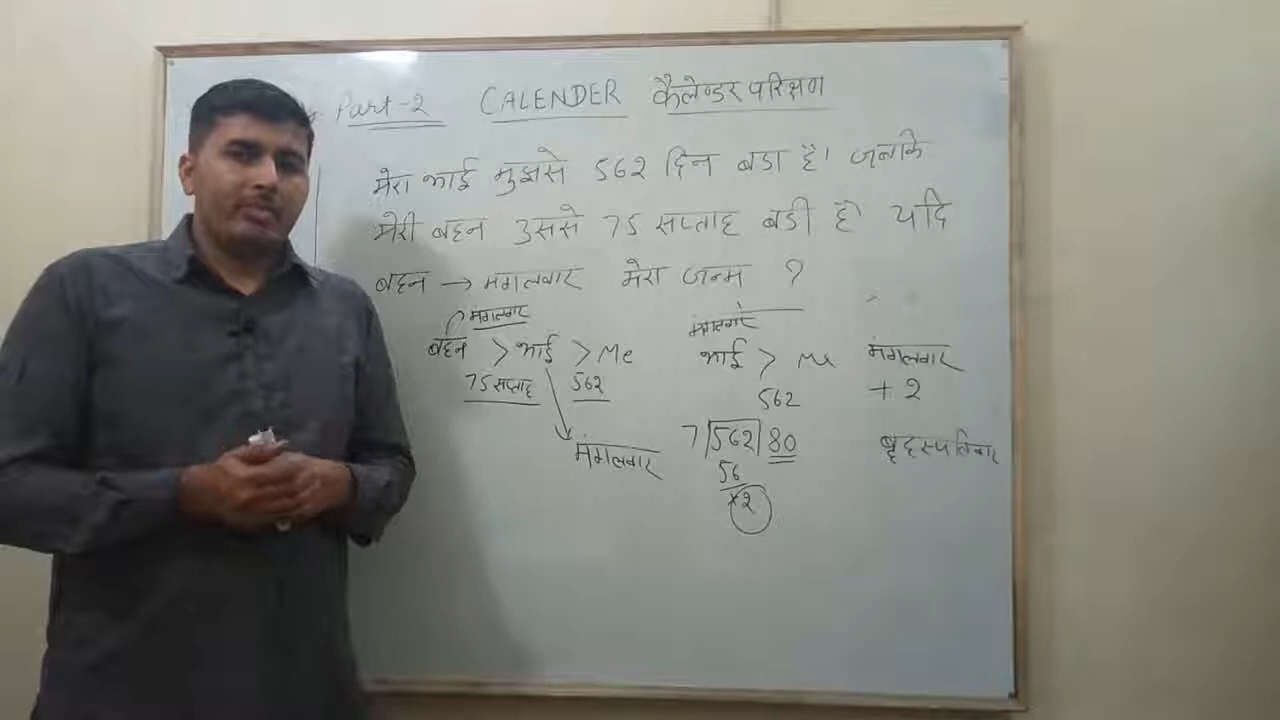 Part-2 CALENDER कैलेण्डर परिक्षण
मेरा भाई मुझसे 562 दिन बडा है। जबकि
मेरी बहन उससे 75 सप्ताह बडी है यदि
बहन → मंगलवार मेरा जन्म ?
मंगलवार
बहन > भाई > Me
75 सप्ताह 562
मंगलवार
मंगलवार
भाई > Me
562
7|562|80
56
×2
मंगलवार
+ 2
बृहस्पतिवार